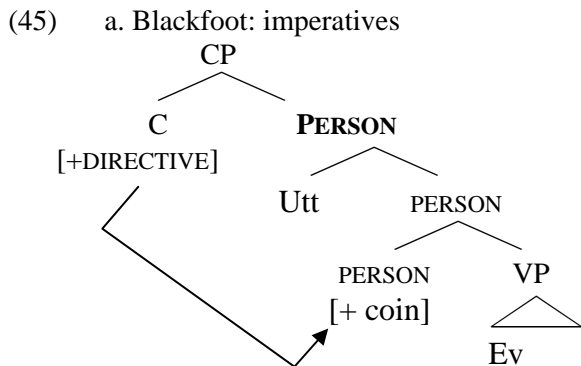 (45) a. Blackfoot: imperatives
CP
C PERSON
[+DIRECTIVE]
Utt PERSON
PERSON VP
[+ coin]
Ev